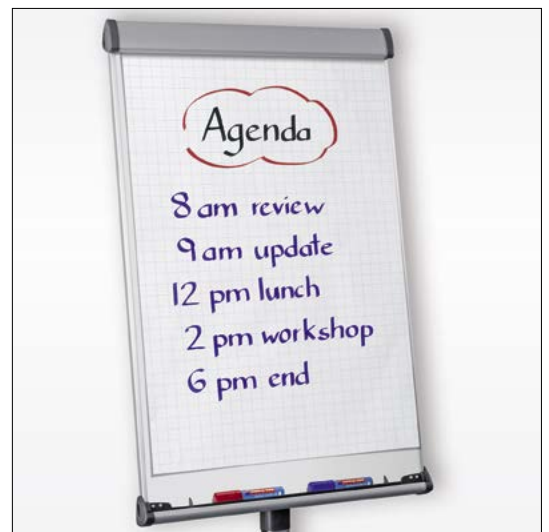 Agenda
8 am review
9 am update
12 pm lunch
2 pm workshop
6 pm end